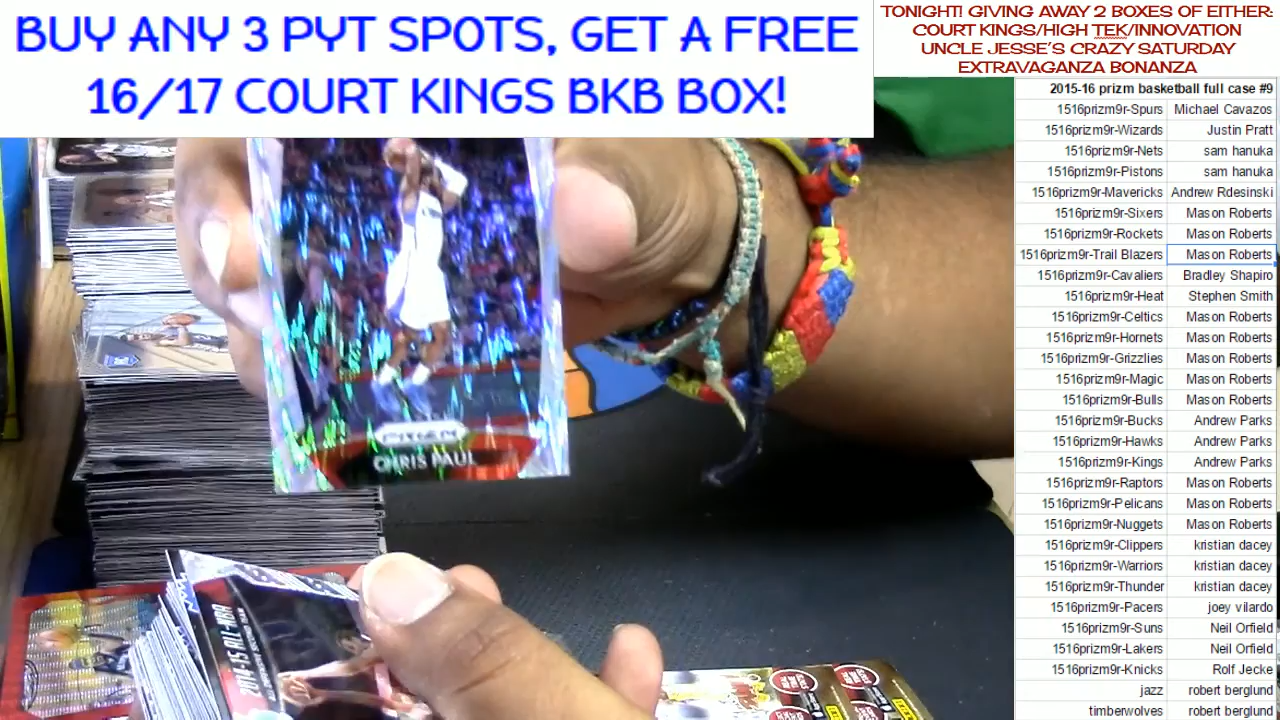 BUY ANY 3 PYT SPOTS, GET A FREE
16/17 COURT KINGS BKB BOX!
TONIGHT! GIVING AWAY 2 BOXES OF EITHER:
COURT KINGS/HIGH TEK/INNOVATION
UNCLE JESSE'S CRAZY SATURDAY
EXTRAVAGANZA BONANZA
2015-16 prizm basketball full case #9
1516prizm9r-Spurs Michael Cavazos
1516prizm9r-Wizards Justin Pratt
1516prizm9r-Nets sam hanuka
1516prizm9r-Pistons sam hanuka
1516prizm9r-Mavericks Andrew Rdesinski
1516prizm9r-Sixers Mason Roberts
1516prizm9r-Rockets Mason Roberts
1516prizm9r-Trail Blazers Mason Roberts
1516prizm9r-Cavaliers Bradley Shapiro
1516prizm9r-Heat Stephen Smith
1516prizm9r-Celtics Mason Roberts
1516prizm9r-Hornets Mason Roberts
1516prizm9r-Grizzlies Mason Roberts
1516prizm9r-Magic Mason Roberts
1516prizm9r-Bulls Mason Roberts
1516prizm9r-Bucks Andrew Parks
1516prizm9r-Hawks Andrew Parks
1516prizm9r-Kings Andrew Parks
1516prizm9r-Raptors Mason Roberts
1516prizm9r-Pelicans Mason Roberts
1516prizm9r-Nuggets Mason Roberts
1516prizm9r-Clippers kristian dacey
1516prizm9r-Warriors kristian dacey
1516prizm9r-Thunder kristian dacey
1516prizm9r-Pacers joey vilardo
1516prizm9r-Suns Neil Orfield
1516prizm9r-Lakers Neil Orfield
1516prizm9r-Knicks Rolf Jecke
jazz robert berglund
timberwolves robert berglund
PRIZM
CHRIS PAUL
2014-15 ALL-NBA